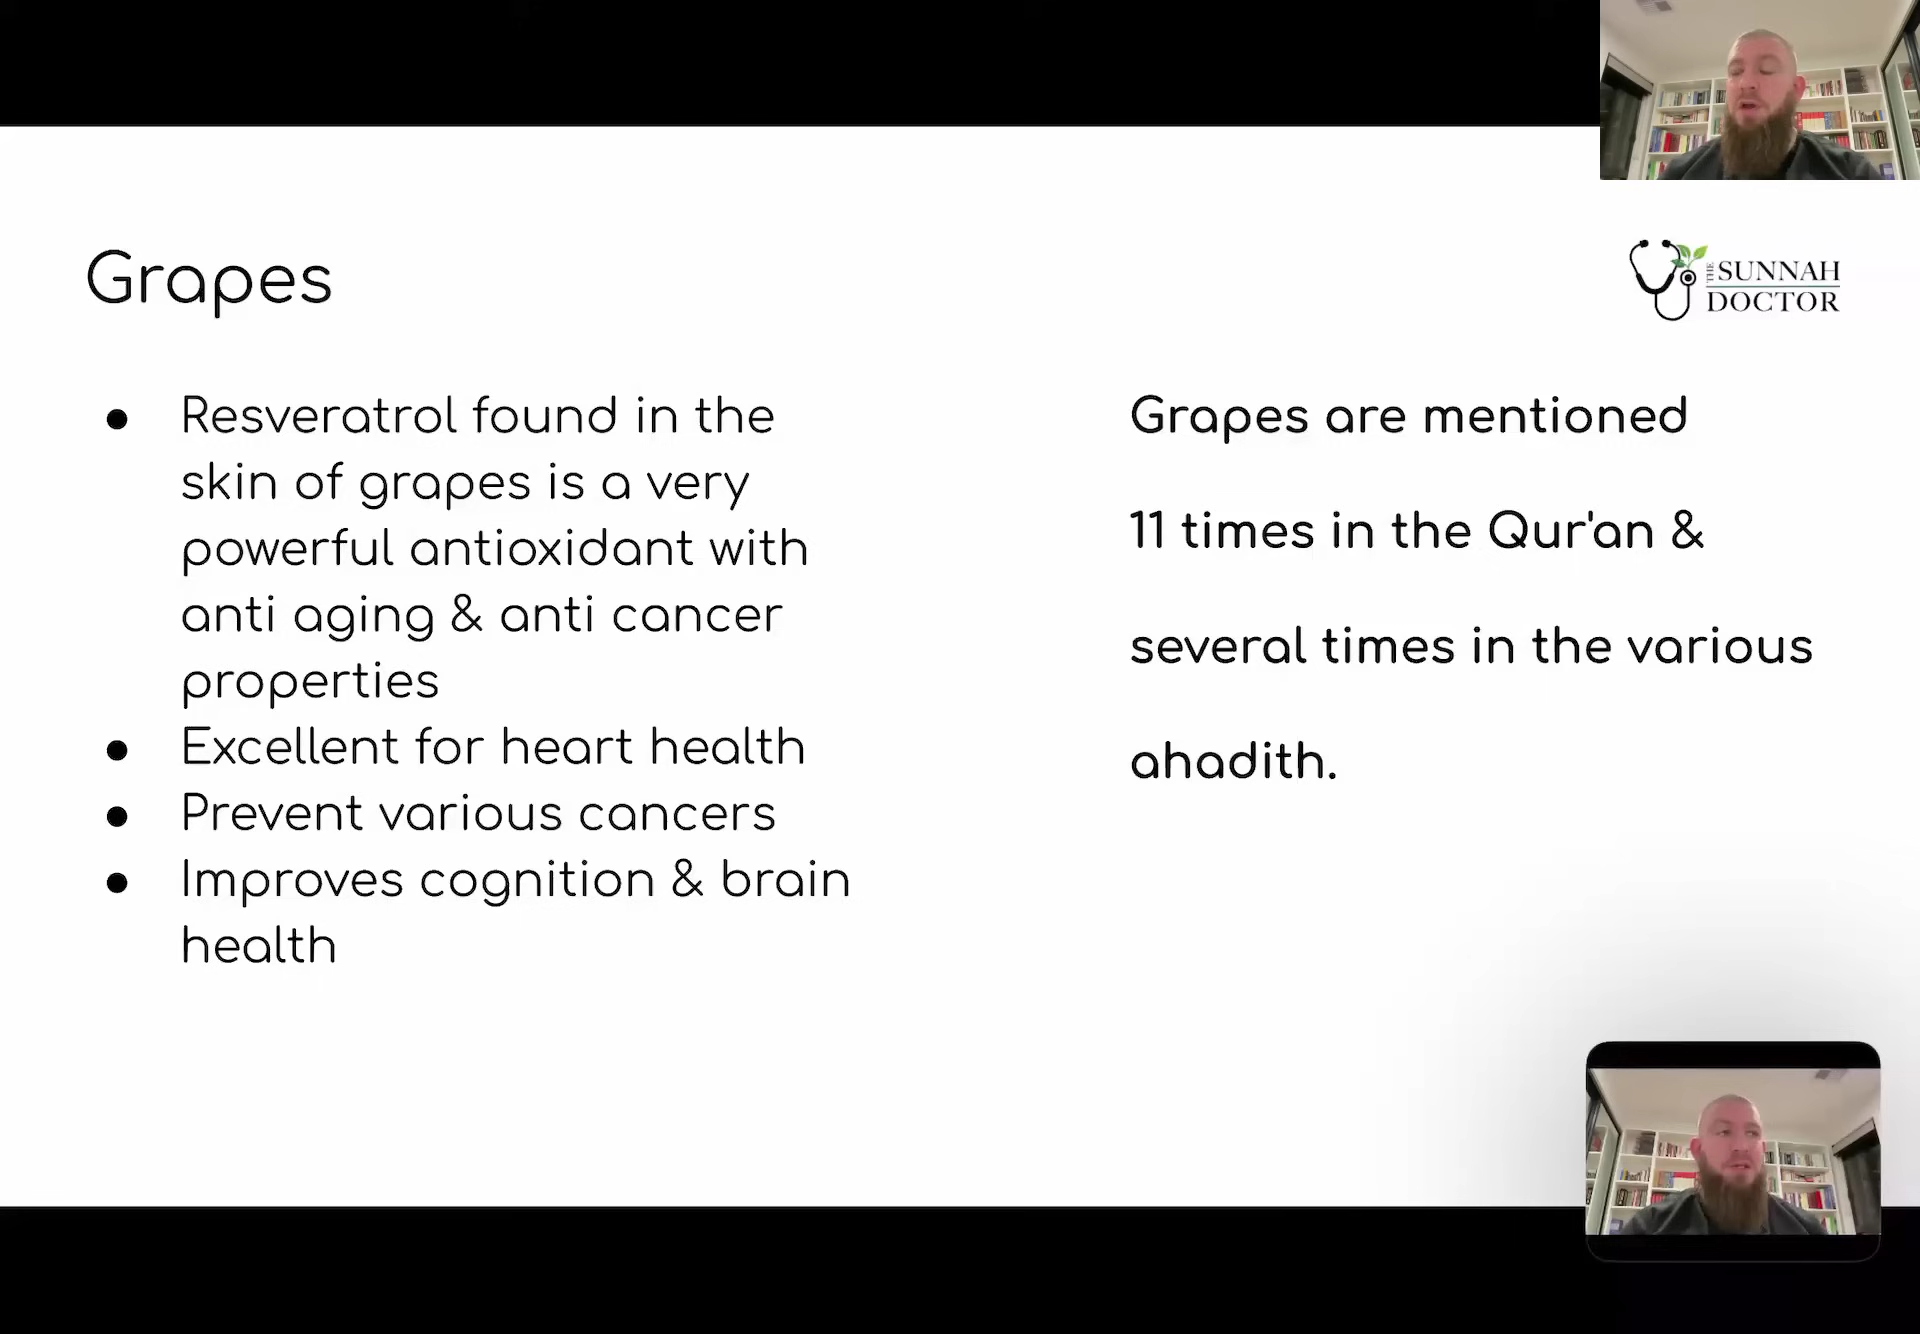 Grapes
THE SUNNAH
DOCTOR
● Resveratrol found in the
skin of grapes is a very
powerful antioxidant with
anti aging & anti cancer
properties
● Excellent for heart health
● Prevent various cancers
● Improves cognition & brain
health
Grapes are mentioned
11 times in the Qur'an &
several times in the various
ahadith.